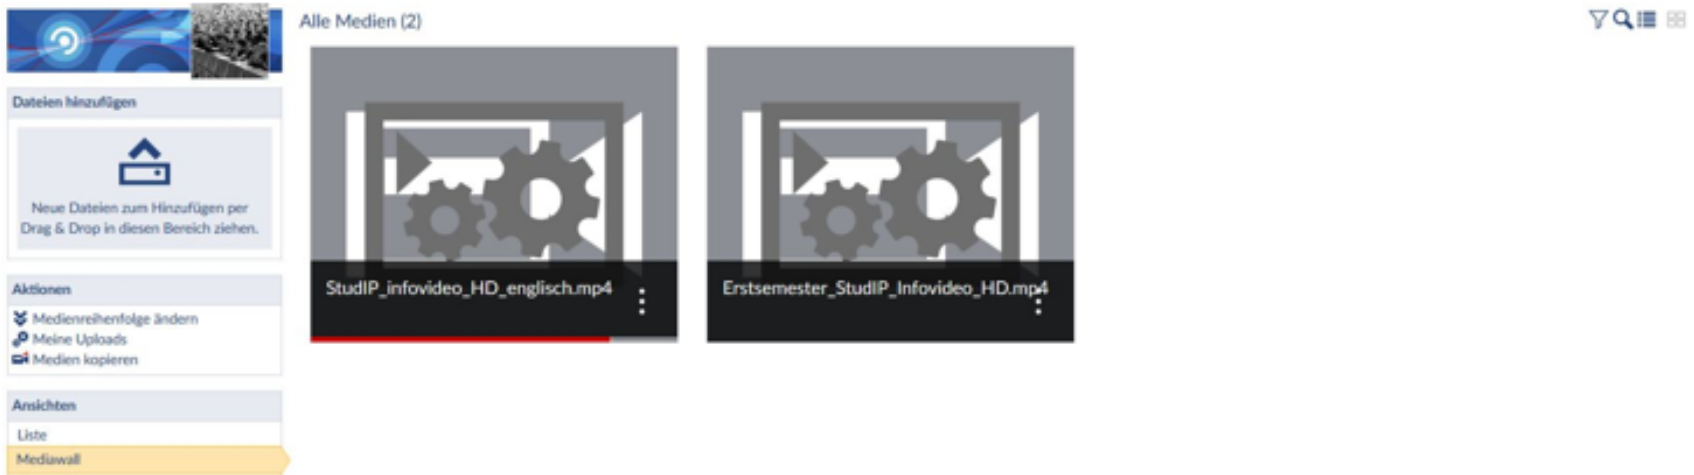 Alle Medien (2)
Dateien hinzufügen
Neue Dateien zum Hinzufügen per
Drag & Drop in diesen Bereich ziehen.
Aktionen
Medienreihenfolge ändern
Meine Uploads
Medien kopieren
Ansichten
Liste
Mediawall
StudIP_infovideo_HD_englisch.mp4
Erstsemester_StudIP_Infovideo_HD.mp4